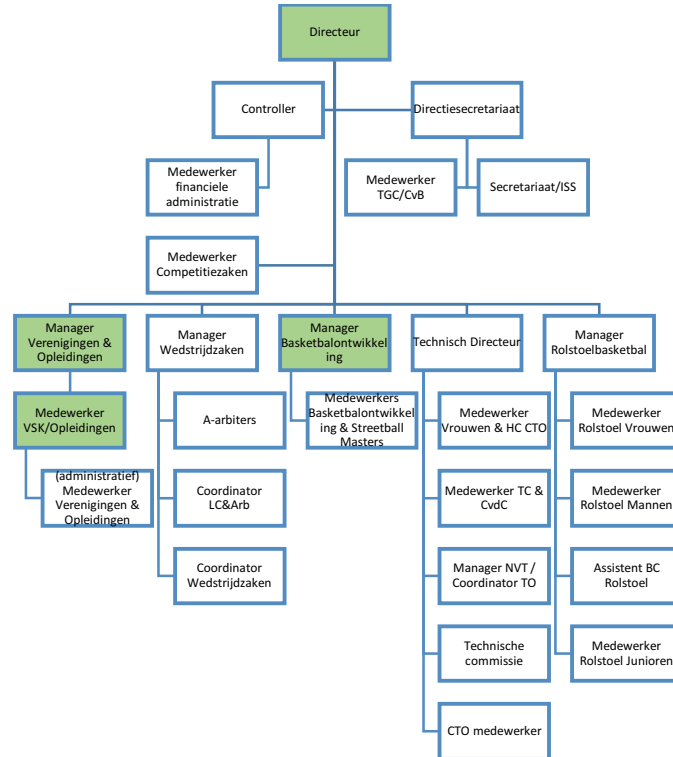 Directeur
Controller
Directiesecretariaat
Medewerker
financiele
administratie
Medewerker
TGC/CvB
Secretariaat/ISS
Medewerker
Competitiezaken
Manager
Verenigingen &
Opleidingen
Manager
Wedstrijdzaken
Manager
Basketbalontwikkel
ing
Technisch Directeur
Manager
Rolstoelbasketbal
Medewerker
VSK/Opleidingen
(administratief)
Medewerker
Verenigingen &
Opleidingen
A-arbiters
Coordinator
LC&Arb
Coordinator
Wedstrijdzaken
Medewerkers
Basketbalontwikkel
ing & Streetball
Masters
Medewerker
Vrouwen & HC CTO
Medewerker TC &
CvdC
Manager NVT /
Coordinator TO
Technische
commissie
CTO medewerker
Medewerker
Rolstoel Vrouwen
Medewerker
Rolstoel Mannen
Assistent BC
Rolstoel
Medewerker
Rolstoel Junioren